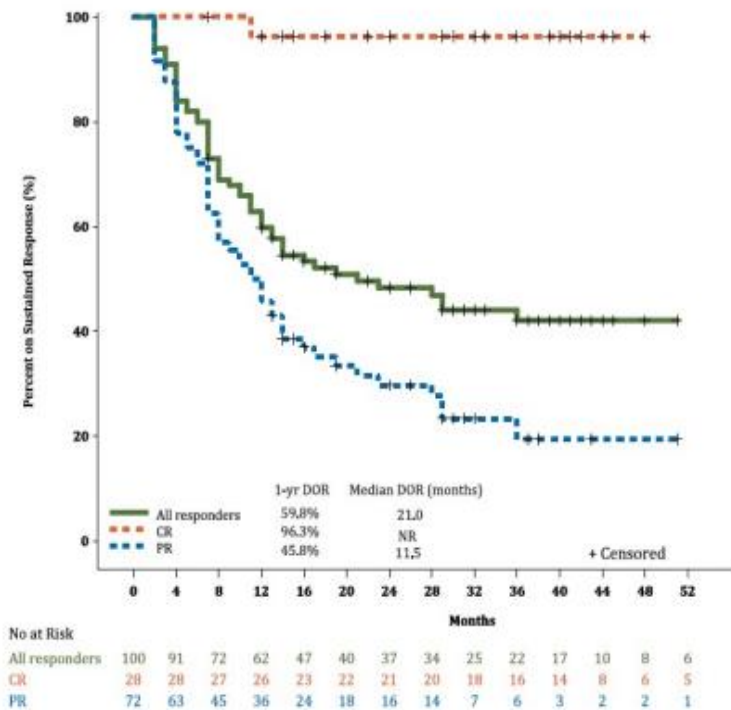 100
80
60
40
20
0
Percent on Sustained Response (%)
1-yr DOR Median DOR (months)
All responders 59.8% 21.0
CR 96.3% NR
PR 45.8% 11.5
+ Censored
0 4 8 12 16 20 24 28 32 36 40 44 48 52
Months
No at Risk
All responders 100 91 72 62 47 40 37 34 25 22 17 10 8 6
CR 28 28 27 26 23 22 21 20 18 16 14 8 6 5
PR 72 63 45 36 24 18 16 14 7 6 3 2 2 1